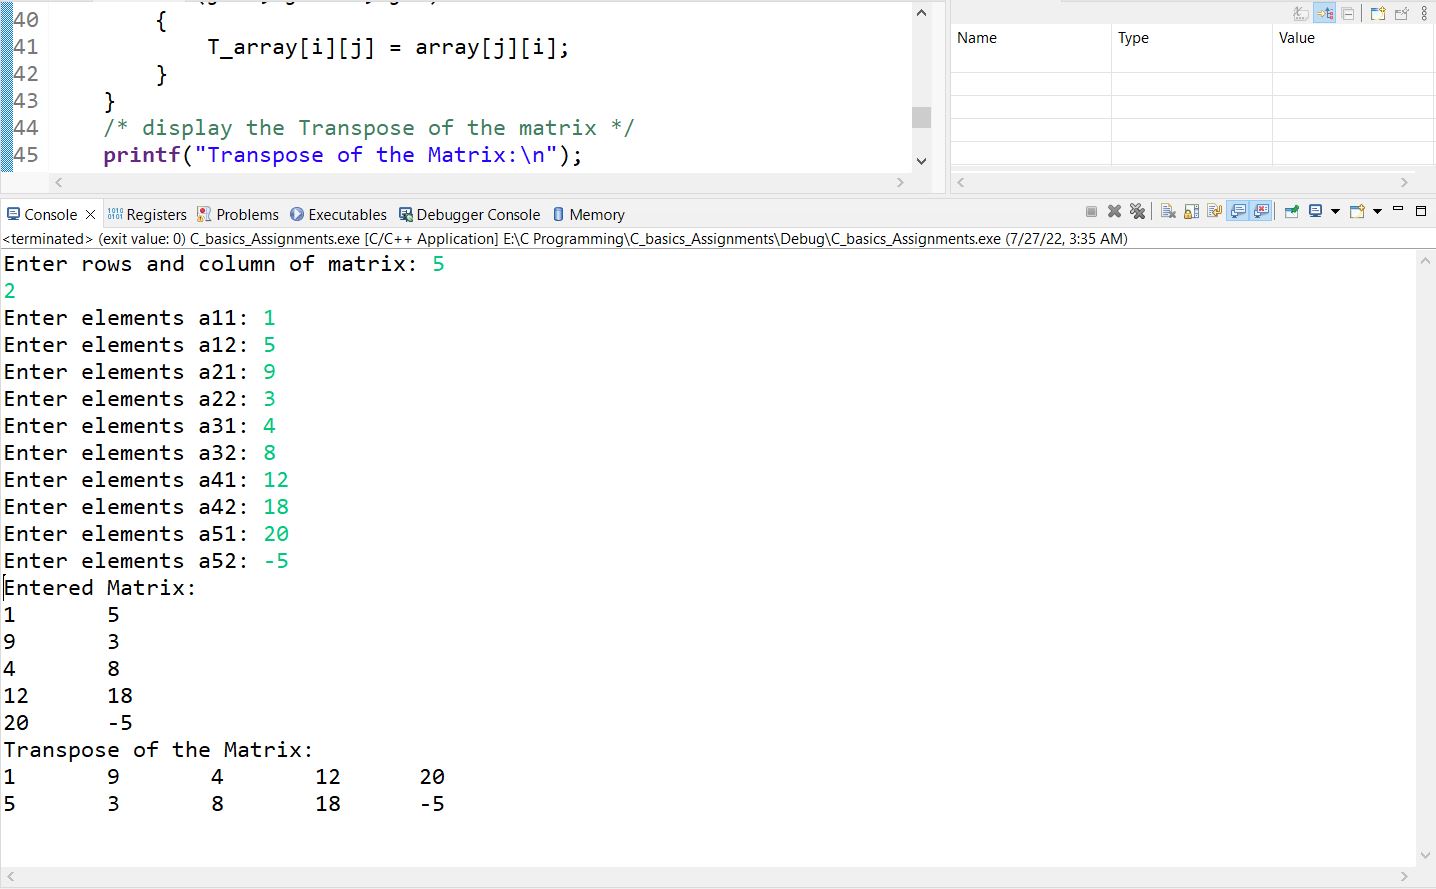 40 {
41 T_array[i][j] = array[j][i];
42 }
43 }
44 /* display the Transpose of the matrix */
45 printf("Transpose of the Matrix:\n");
Name Type Value
Console Registers Problems Executables Debugger Console Memory
<terminated> (exit value: 0) C_basics_Assignments.exe [C/C++ Application] E:\C Programming\C_basics_Assignments\Debug\C_basics_Assignments.exe (7/27/22, 3:35 AM)
Enter rows and column of matrix: 5
2
Enter elements a11: 1
Enter elements a12: 5
Enter elements a21: 9
Enter elements a22: 3
Enter elements a31: 4
Enter elements a32: 8
Enter elements a41: 12
Enter elements a42: 18
Enter elements a51: 20
Enter elements a52: -5
Entered Matrix:
1 5
9 3
4 8
12 18
20 -5
Transpose of the Matrix:
1 9 4 12 20
5 3 8 18 -5